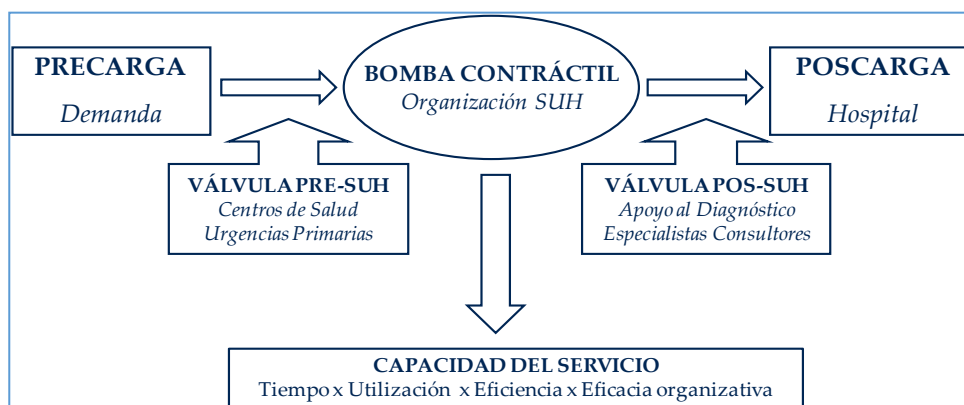 PRECARGA
Demanda
BOMBA CONTRÁCTIL
Organización SUH
POSCARGA
Hospital
VÁLVULA PRE-SUH
Centros de Salud
Urgencias Primarias
VÁLVULA POS-SUH
Apoyo al Diagnóstico
Especialistas Consultores
CAPACIDAD DEL SERVICIO
Tiempo x Utilización x Eficiencia x Eficacia organizativa